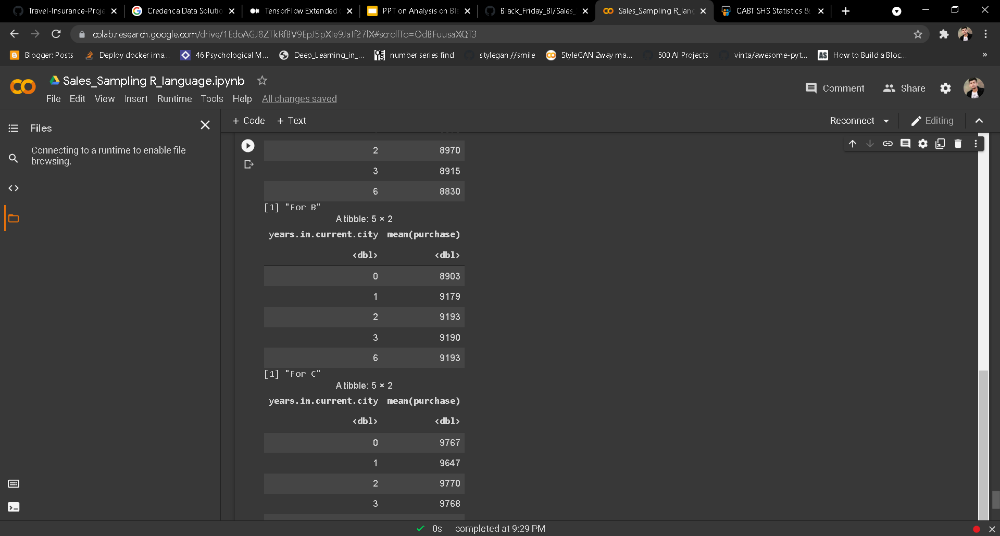 Travel-Insurance-Proje
Credenca Data Solutio
TensorFlow Extended
PPT on Analysis on Bla
Black_Friday_BI/Sales_
Sales_Sampling R_lang
CABT SHS Statistics &
colab.research.google.com/drive/1EdoAGJ8ZTkRfBV9EpJ5pXIe9JaIf27lX#scrollTo=OdBFuusaXQT3
Blogger: Posts
Deploy docker ima...
46 Psychological M...
Deep_Learning_in_...
number series find
stylegan //smile
StyleGAN 2way ma...
500 AI Projects
vinta/awesome-pyt...
AS How to Build a Bloc...
»
Sales_Sampling R_language.ipynb
File Edit View Insert Runtime Tools Help All changes saved
Comment
Share
Files
Connecting to a runtime to enable file
browsing.
+ Code + Text
Reconnect
Editing
2 8970
3 8915
6 8830
[1] "For B"
A tibble: 5 × 2
years.in.current.city mean(purchase)
<dbl> <dbl>
0 8903
1 9179
2 9193
3 9190
6 9193
[1] "For C"
A tibble: 5 × 2
years.in.current.city mean(purchase)
<dbl> <dbl>
0 9767
1 9647
2 9770
3 9768
0s completed at 9:29 PM